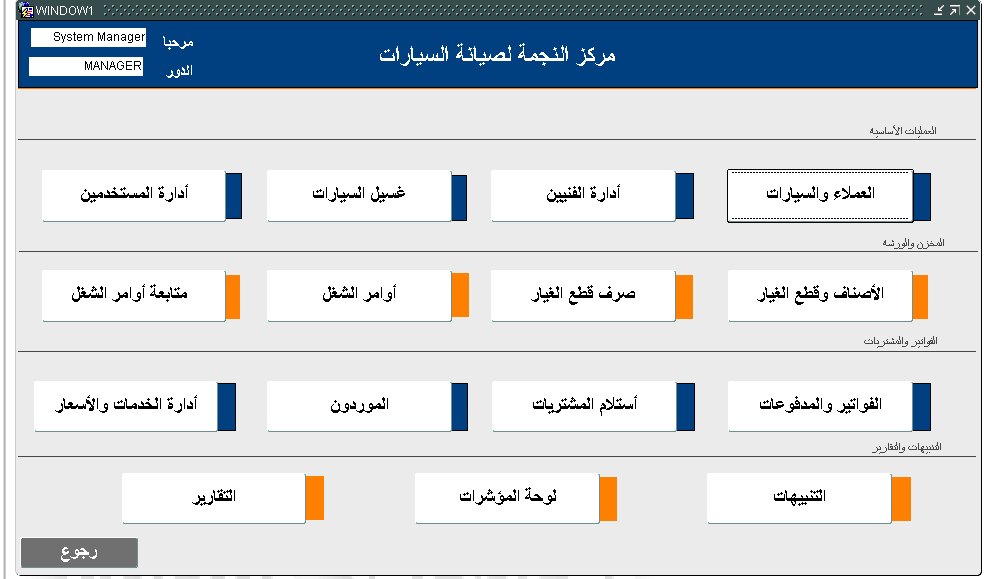 WINDOW1
مرحبا System Manager
مركز النجمة لصيانة السيارات
الدور MANAGER
العمليات الأساسيه
العملاء والسيارات
أدارة الفنيين
غسيل السيارات
أدارة المستخدمين
المخزن والورشه
الأصناف وقطع الغيار
صرف قطع الغيار
أوامر الشغل
متابعة أوامر الشغل
الفواتير والمشتريات
الفواتير والمدفوعات
أستلام المشتريات
الموردون
أدارة الخدمات والأسعار
التنبيهات والتقارير
التنبيهات
لوحة المؤشرات
التقارير
رجوع